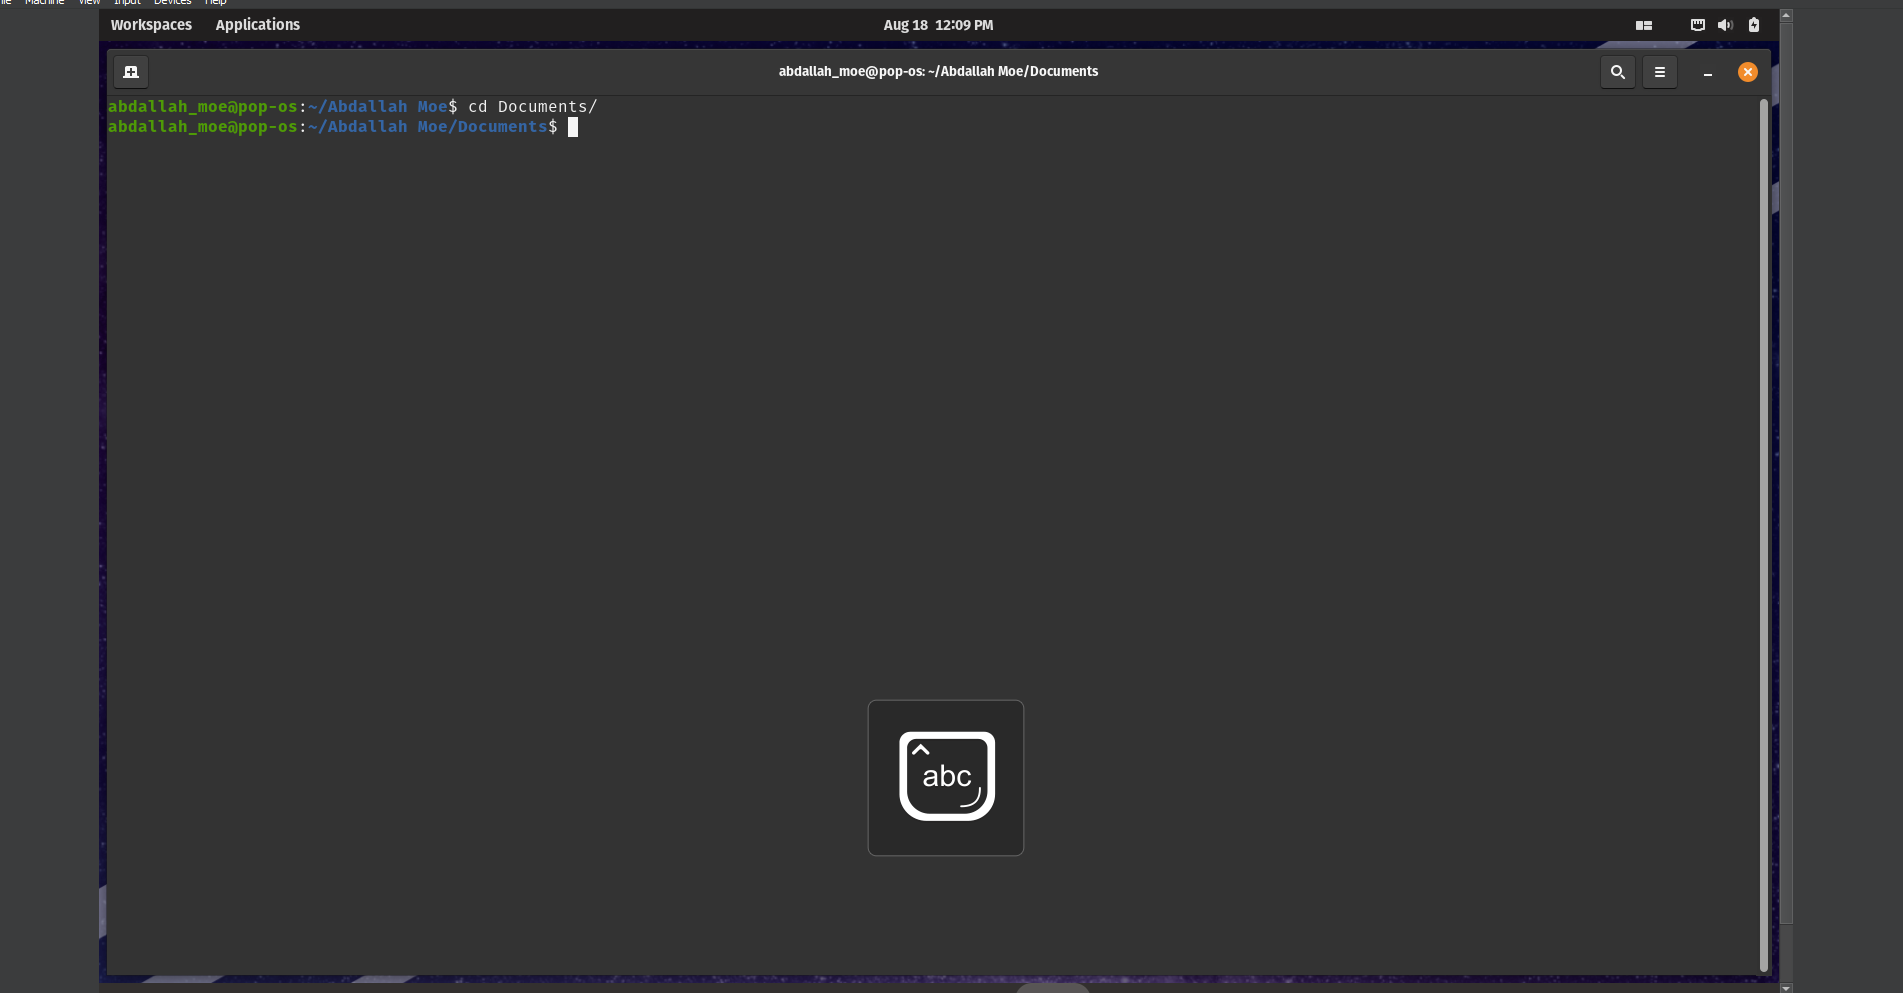 Machine View Input Devices Help
Workspaces Applications Aug 18 12:09 PM
abdallah_moe@pop-os: ~/Abdallah Moe/Documents
abdallah_moe@pop-os:~/Abdallah Moe$ cd Documents/
abdallah_moe@pop-os:~/Abdallah Moe/Documents$
abc